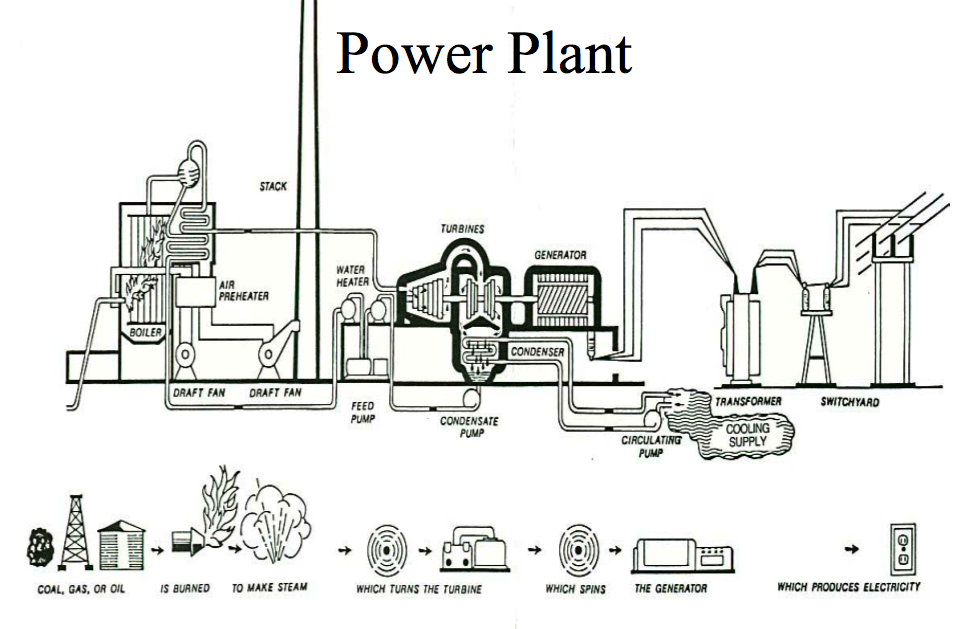 Power Plant
STACK
TURBINES
GENERATOR
WATER
HEATER
AIR
PREHEATER
BOILER
CONDENSER
DRAFT FAN
DRAFT FAN
FEED
PUMP
CONDENSATE
PUMP
CIRCULATING
PUMP
TRANSFORMER
SWITCHYARD
COOLING
SUPPLY
COAL, GAS, OR OIL
IS BURNED
TO MAKE STEAM
WHICH TURNS THE TURBINE
WHICH SPINS
THE GENERATOR
WHICH PRODUCES ELECTRICITY